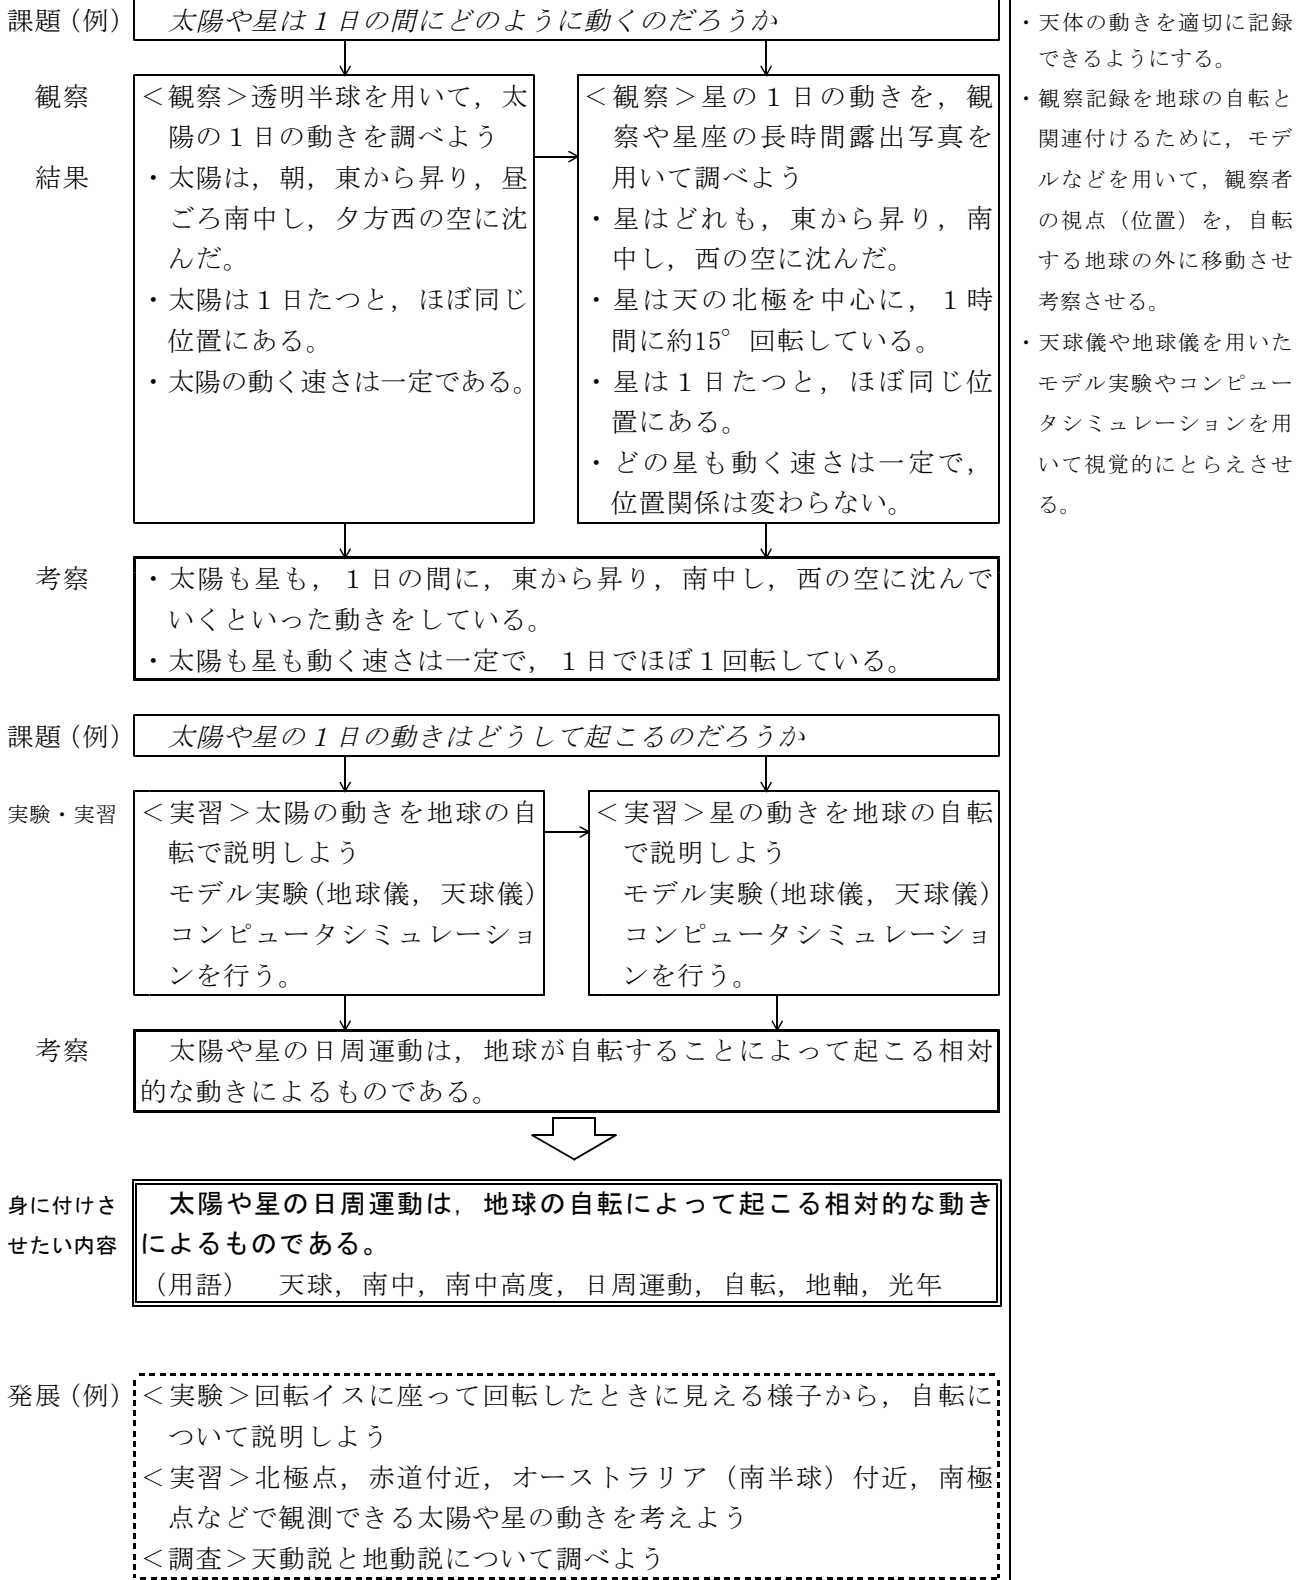 課題（例）　太陽や星は１日の間にどのように動くのだろうか
観察
結果
＜観察＞透明半球を用いて，太
陽の１日の動きを調べよう
・太陽は，朝，東から昇り，昼
ごろ南中し，夕方西の空に沈
んだ。
・太陽は１日たつと，ほぼ同じ
位置にある。
・太陽の動く速さは一定である。
＜観察＞星の１日の動きを，観
察や星座の長時間露出写真を
用いて調べよう
・星はどれも，東から昇り，南
中し，西の空に沈んだ。
・星は天の北極を中心に，１時
間に約15°回転している。
・星は１日たつと，ほぼ同じ位
置にある。
・どの星も動く速さは一定で，
位置関係は変わらない。
考察
・太陽も星も，１日の間に，東から昇り，南中し，西の空に沈んで
いくといった動きをしている。
・太陽も星も動く速さは一定で，１日でほぼ１回転している。
課題（例）　太陽や星の１日の動きはどうして起こるのだろうか
実験・実習
＜実習＞太陽の動きを地球の自
転で説明しよう
モデル実験（地球儀，天球儀）
コンピュータシミュレーショ
ンを行う。
＜実習＞星の動きを地球の自転
で説明しよう
モデル実験（地球儀，天球儀）
コンピュータシミュレーショ
ンを行う。
考察
太陽や星の日周運動は，地球が自転することによって起こる相対
的な動きによるものである。
身に付けさ
せたい内容
太陽や星の日周運動は，地球の自転によって起こる相対的な動き
によるものである。
（用語）　天球，南中，南中高度，日周運動，自転，地軸，光年
発展（例）
＜実験＞回転イスに座って回転したときに見える様子から，自転に
ついて説明しよう
＜実習＞北極点，赤道付近，オーストラリア（南半球）付近，南極
点などで観測できる太陽や星の動きを考えよう
＜調査＞天動説と地動説について調べよう
・天体の動きを適切に記録
できるようにする。
・観察記録を地球の自転と
関連付けるために，モデ
ルなどを用いて，観察者
の視点（位置）を，自転
する地球の外に移動させ
考察させる。
・天球儀や地球儀を用いた
モデル実験やコンピュー
タシミュレーションを用
いて視覚的にとらえさせ
る。